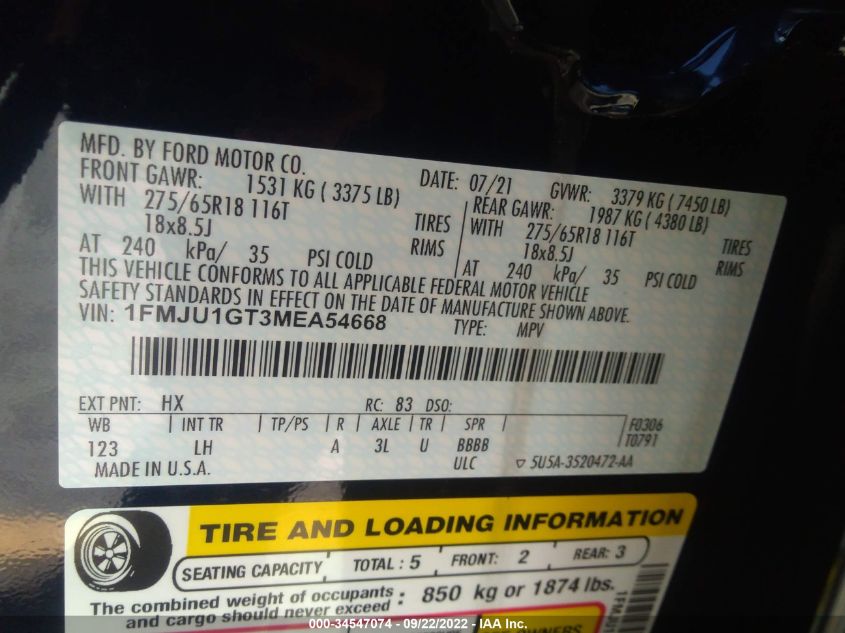 MFD. BY FORD MOTOR CO.
DATE: 07/21 GVWR: 3379 KG (7450 LB)
FRONT GAWR: 1531 KG (3375 LB) REAR GAWR: 1987 KG (4380 LB)
WITH 275/65R18 116T TIRES WITH 275/65R18 116T TIRES
18x8.5J RIMS 18x8.5J RIMS
AT 240 kPa/ 35 PSI COLD AT 240 kPa/ 35 PSI COLD
THIS VEHICLE CONFORMS TO ALL APPLICABLE FEDERAL MOTOR VEHICLE
SAFETY STANDARDS IN EFFECT ON THE DATE OF MANUFACTURE SHOWN ABOVE.
VIN: 1FMJU1GT3MEA54668
TYPE: MPV
EXT PNT: HX RC: 83 DSO:
WB INT TR TP/PS R AXLE TR SPR F0306
123 LH A 3L U BBBB T0791
ULC
MADE IN U.S.A. 5U5A-3520472-AA
TIRE AND LOADING INFORMATION
SEATING CAPACITY TOTAL : 5 FRONT: 2 REAR: 3
The combined weight of occupants and cargo should never exceed : 850 kg or 1874 lbs.
OWNERS
1FMJU1
000-34547074 - 09/22/2022 - IAA Inc.